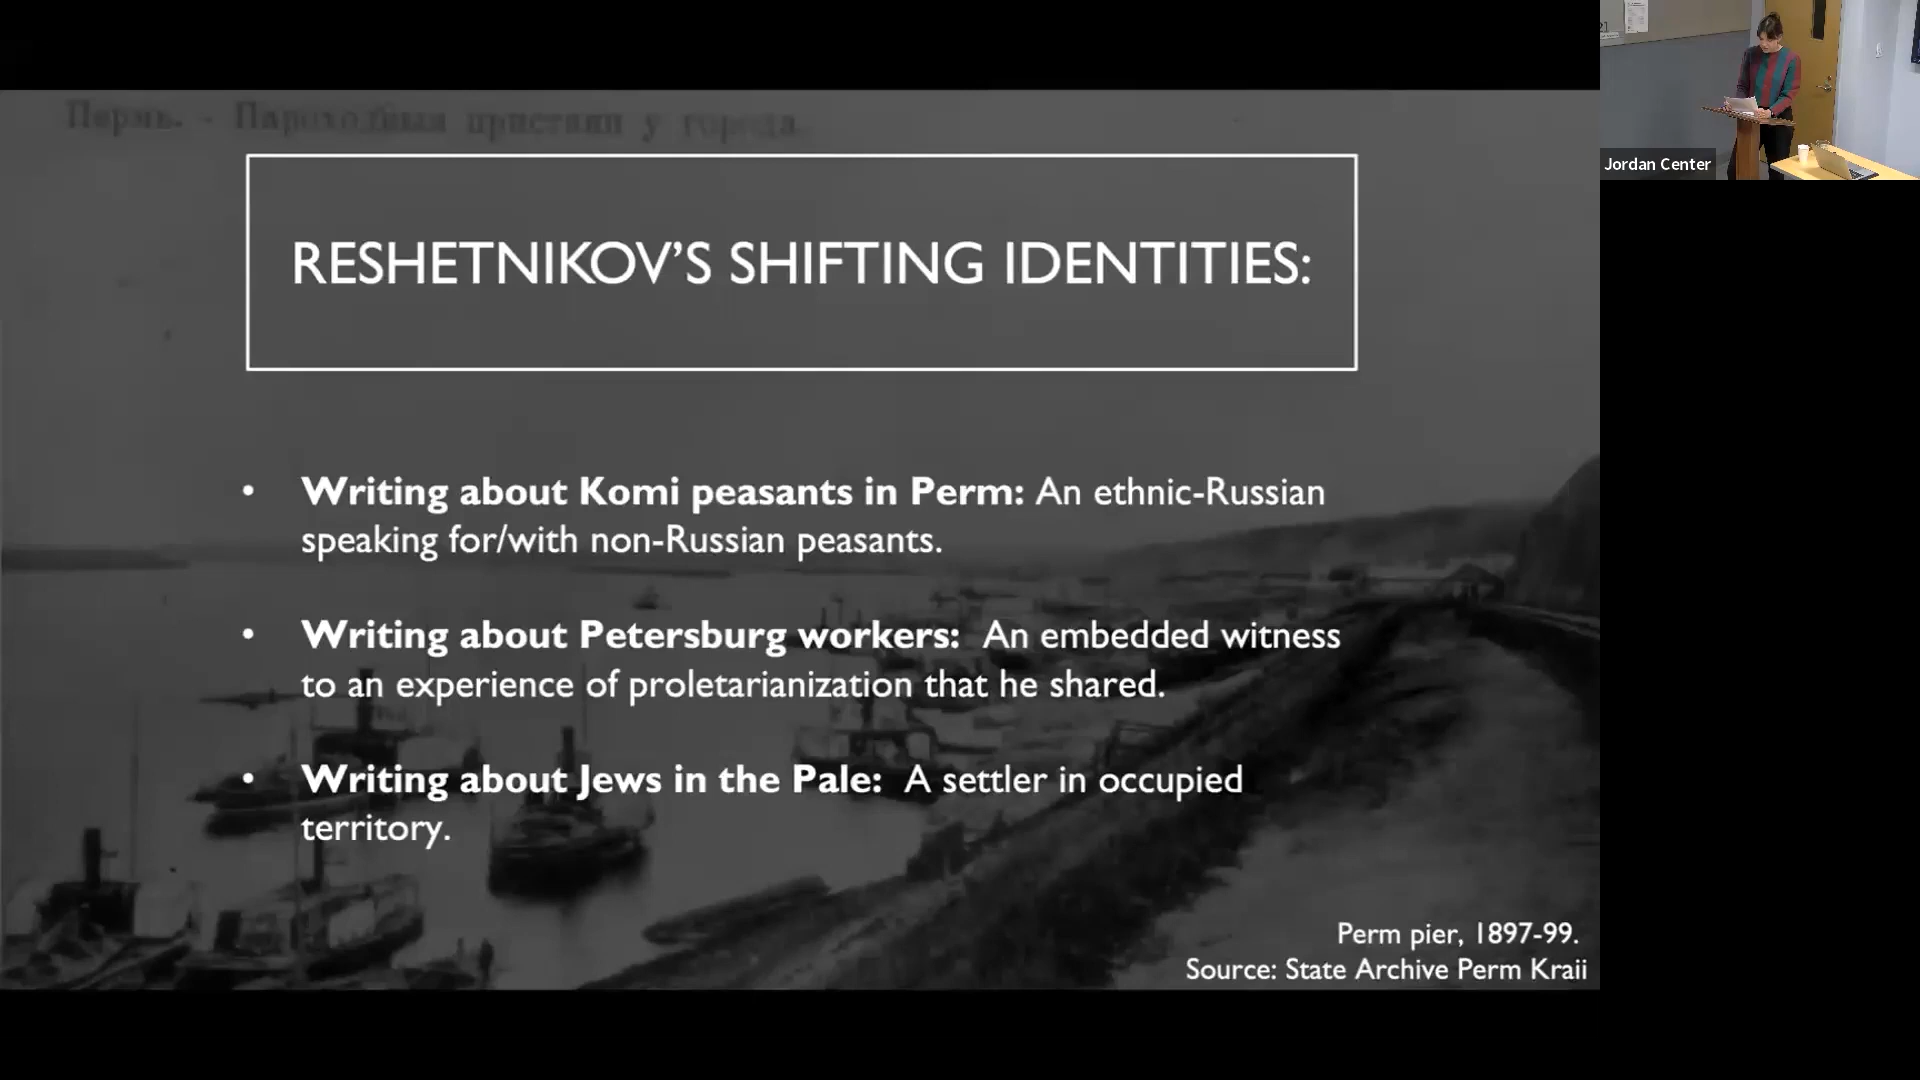 Пермь. - Пароходныя пристани у города.
RESHETNIKOV’S SHIFTING IDENTITIES:
• Writing about Komi peasants in Perm: An ethnic-Russian
speaking for/with non-Russian peasants.
• Writing about Petersburg workers: An embedded witness
to an experience of proletarianization that he shared.
• Writing about Jews in the Pale: A settler in occupied
territory.
Perm pier, 1897-99.
Source: State Archive Perm Kraii
Jordan Center